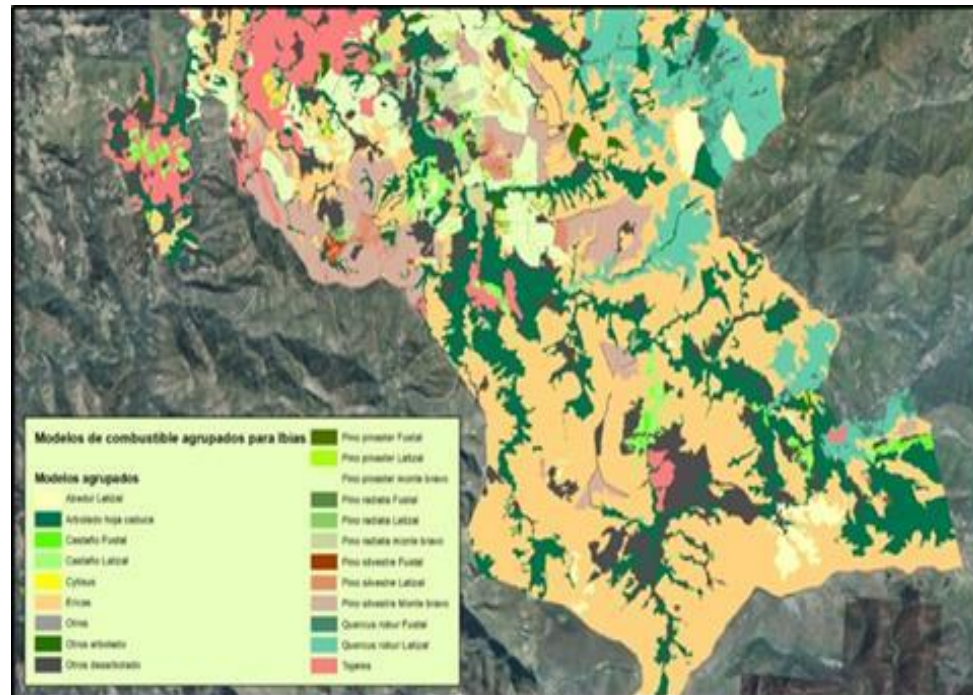 Modelos de combustible agrupados para Ibias
Modelos agrupados
Abedul Latizal
Arbolado hoja caduca
Castaño Fustal
Castaño Latizal
Cytisus
Ericas
Otros
Otros arbolado
Otros desarbolado
Pino pinaster Fustal
Pino pinaster Latizal
Pino pinaster monte bravo
Pino radiata Fustal
Pino radiata Latizal
Pino radiata monte bravo
Pino silvestre Fustal
Pino silvestre Latizal
Pino silvestre Monte bravo
Quercus robur Fustal
Quercus robur Latizal
Tojales